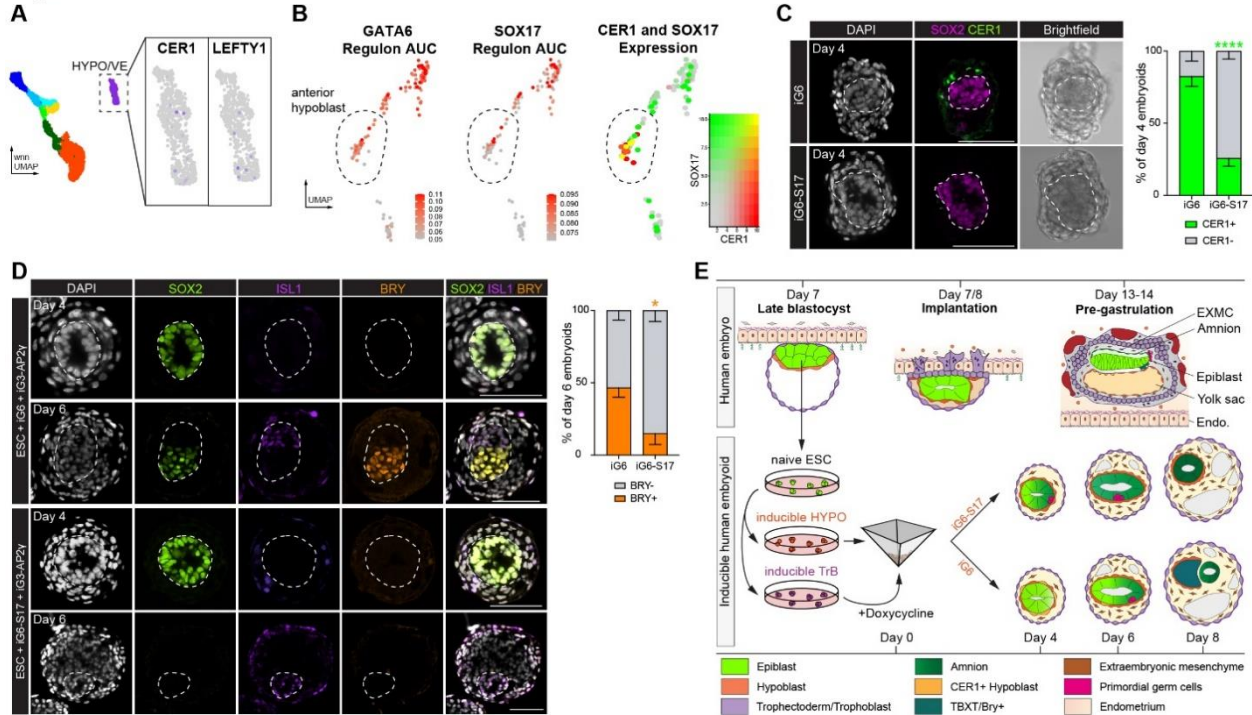 A
HYPO/VE
CER1
LEFTY1
wnn
UMAP
B
GATA6
Regulon AUC
SOX17
Regulon AUC
CER1 and SOX17
Expression
anterior
hypoblast
UMAP
0.11
0.10
0.09
0.08
0.07
0.06
0.05
0.095
0.090
0.085
0.080
0.075
SOX17
CER1
C
DAPI
SOX2 CER1
Brightfield
iG6
Day 4
iG6-S17
Day 4
% of day 4 embryoids
100
50
0
****
iG6
iG6-S17
CER1+
CER1-
D
DAPI
SOX2
ISL1
BRY
SOX2 ISL1 BRY
ESC + iG6 + iG3-AP2γ
Day 4
Day 6
ESC + iG6-S17 + iG3-AP2γ
Day 4
Day 6
% of day 6 embryoids
100
50
0
*
iG6
iG6-S17
BRY-
BRY+
E
Day 7
Late blastocyst
Day 7/8
Implantation
Day 13-14
Pre-gastrulation
Human embryo
EXMC
Amnion
Epiblast
Yolk sac
Endo.
Inducible human embryoid
naive ESC
inducible HYPO
inducible TrB
+Doxycycline
iG6-S17
iG6
Day 0
Day 4
Day 6
Day 8
Epiblast
Amnion
Extraembryonic mesenchyme
Hypoblast
CER1+ Hypoblast
Primordial germ cells
Trophectoderm/Trophoblast
TBXT/Bry+
Endometrium